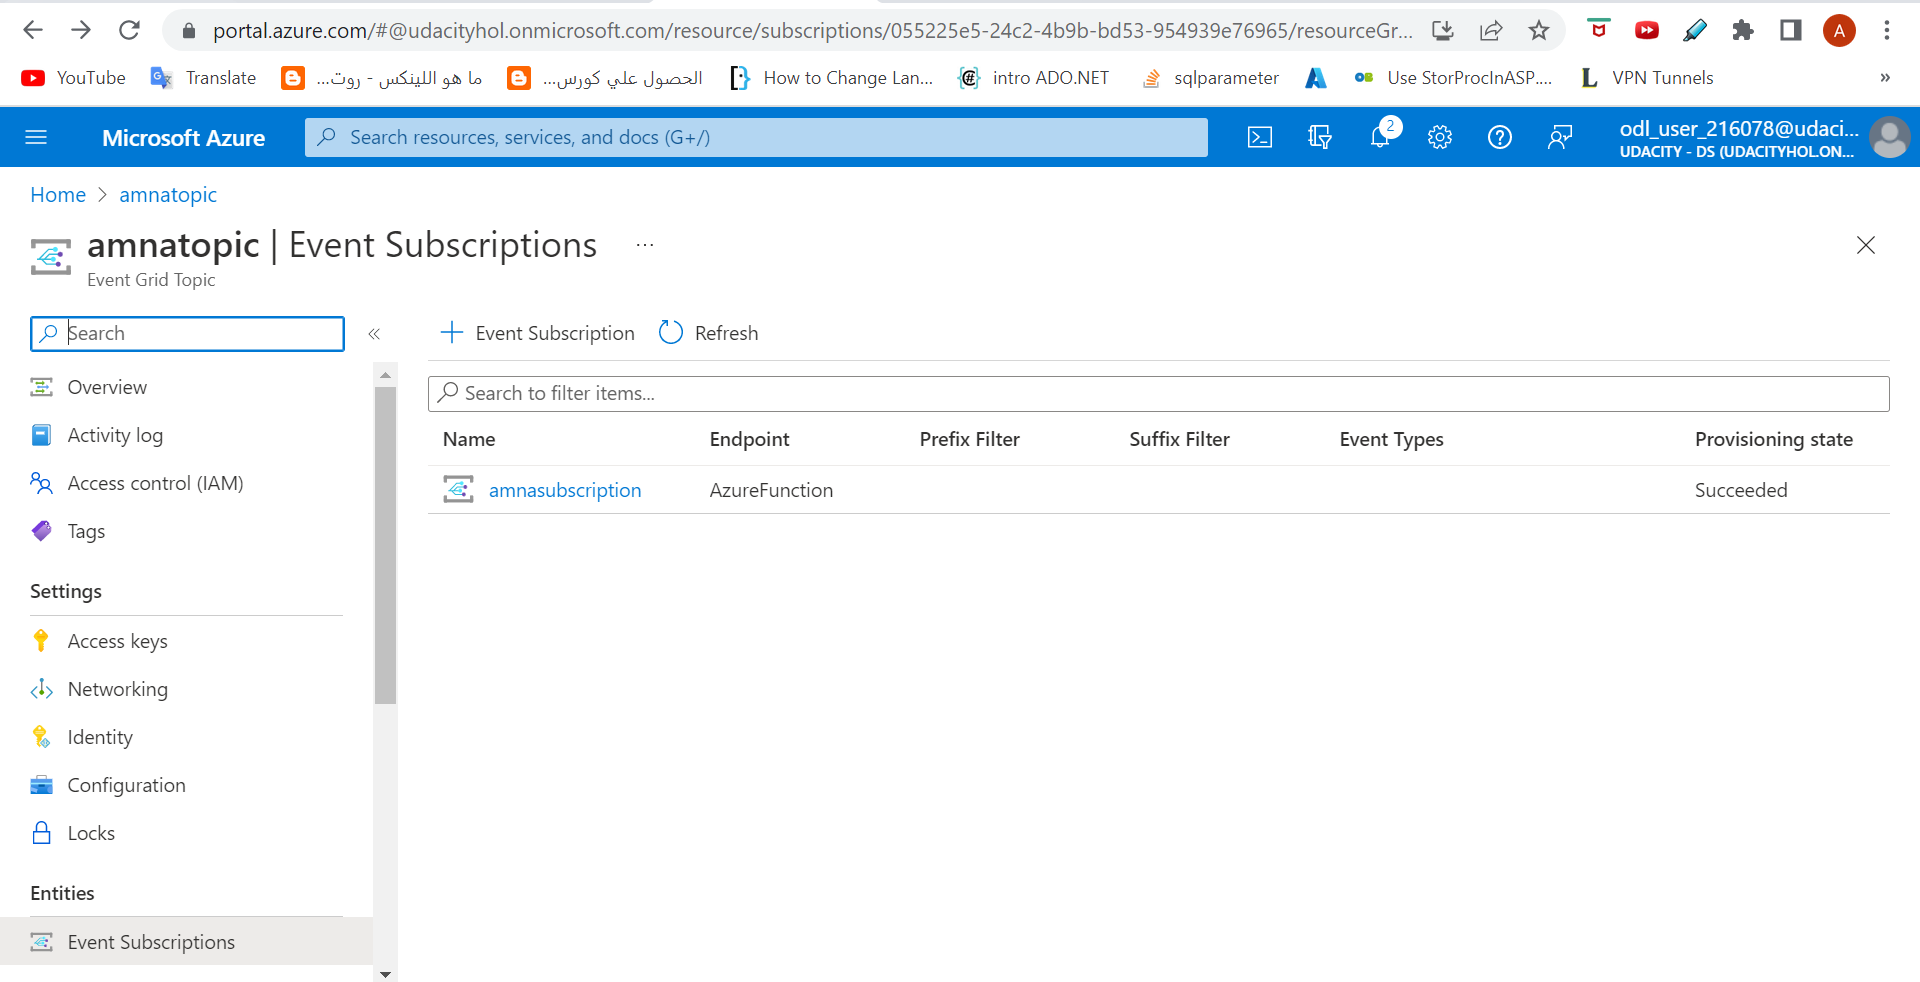 portal.azure.com/#@udacityhol.onmicrosoft.com/resource/subscriptions/055225e5-24c2-4b9b-bd53-954939e76965/resourceGr...
A
YouTube
Translate
ما هو اللينكس - روت...
الحصول علي كورس...
How to Change Lan...
intro ADO.NET
sqlparameter
Use StorProcInASP....
L VPN Tunnels
»
Microsoft Azure
Search resources, services, and docs (G+/)
2
odl_user_216078@udaci...
UDACITY - DS (UDACITYHOL.ON...
Home > amnatopic
amnatopic | Event Subscriptions ...
Event Grid Topic
Search
«
Overview
Activity log
Access control (IAM)
Tags
Settings
Access keys
Networking
Identity
Configuration
Locks
Entities
Event Subscriptions
+ Event Subscription Refresh
Search to filter items...
Name Endpoint Prefix Filter Suffix Filter Event Types Provisioning state
amnasubscription AzureFunction Succeeded